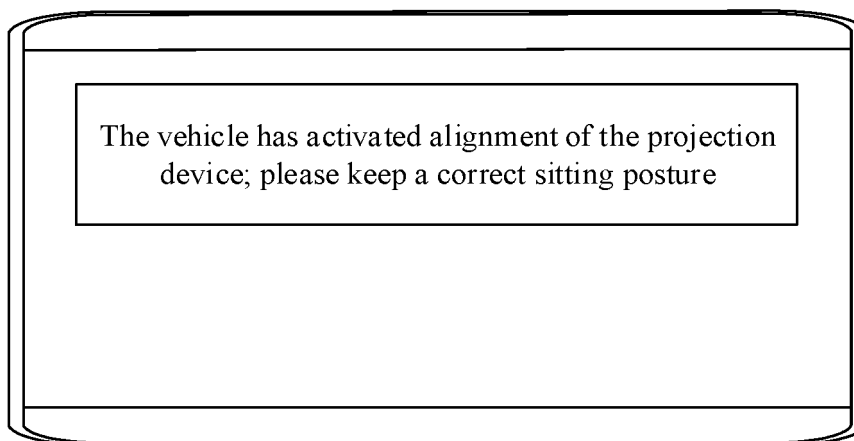 The vehicle has activated alignment of the projection
device; please keep a correct sitting posture